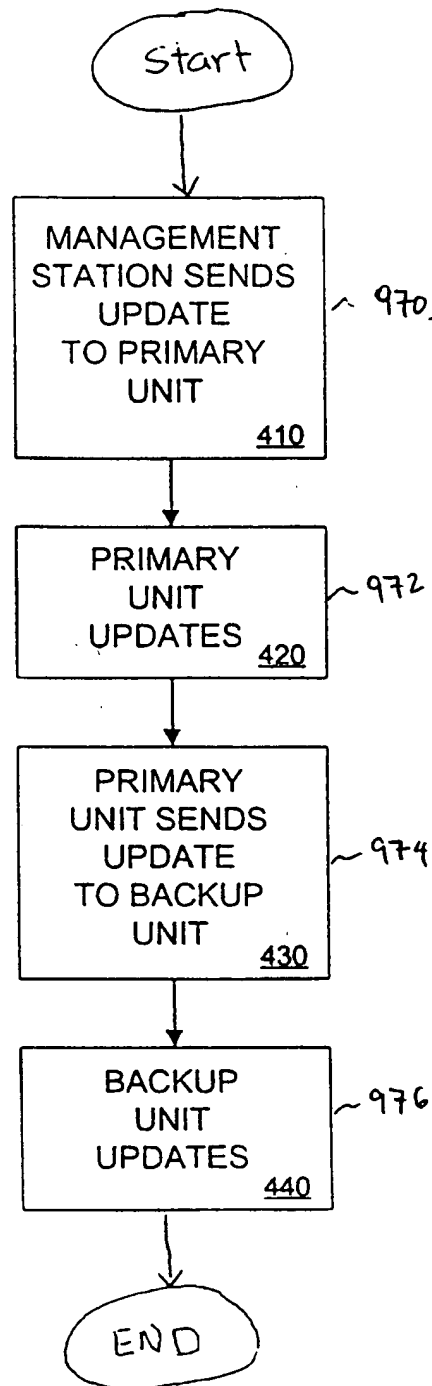 Start
MANAGEMENT
STATION SENDS
UPDATE
TO PRIMARY
UNIT
410
970
PRIMARY
UNIT
UPDATES
420
972
PRIMARY
UNIT SENDS
UPDATE
TO BACKUP
UNIT
430
974
BACKUP
UNIT
UPDATES
440
976
END